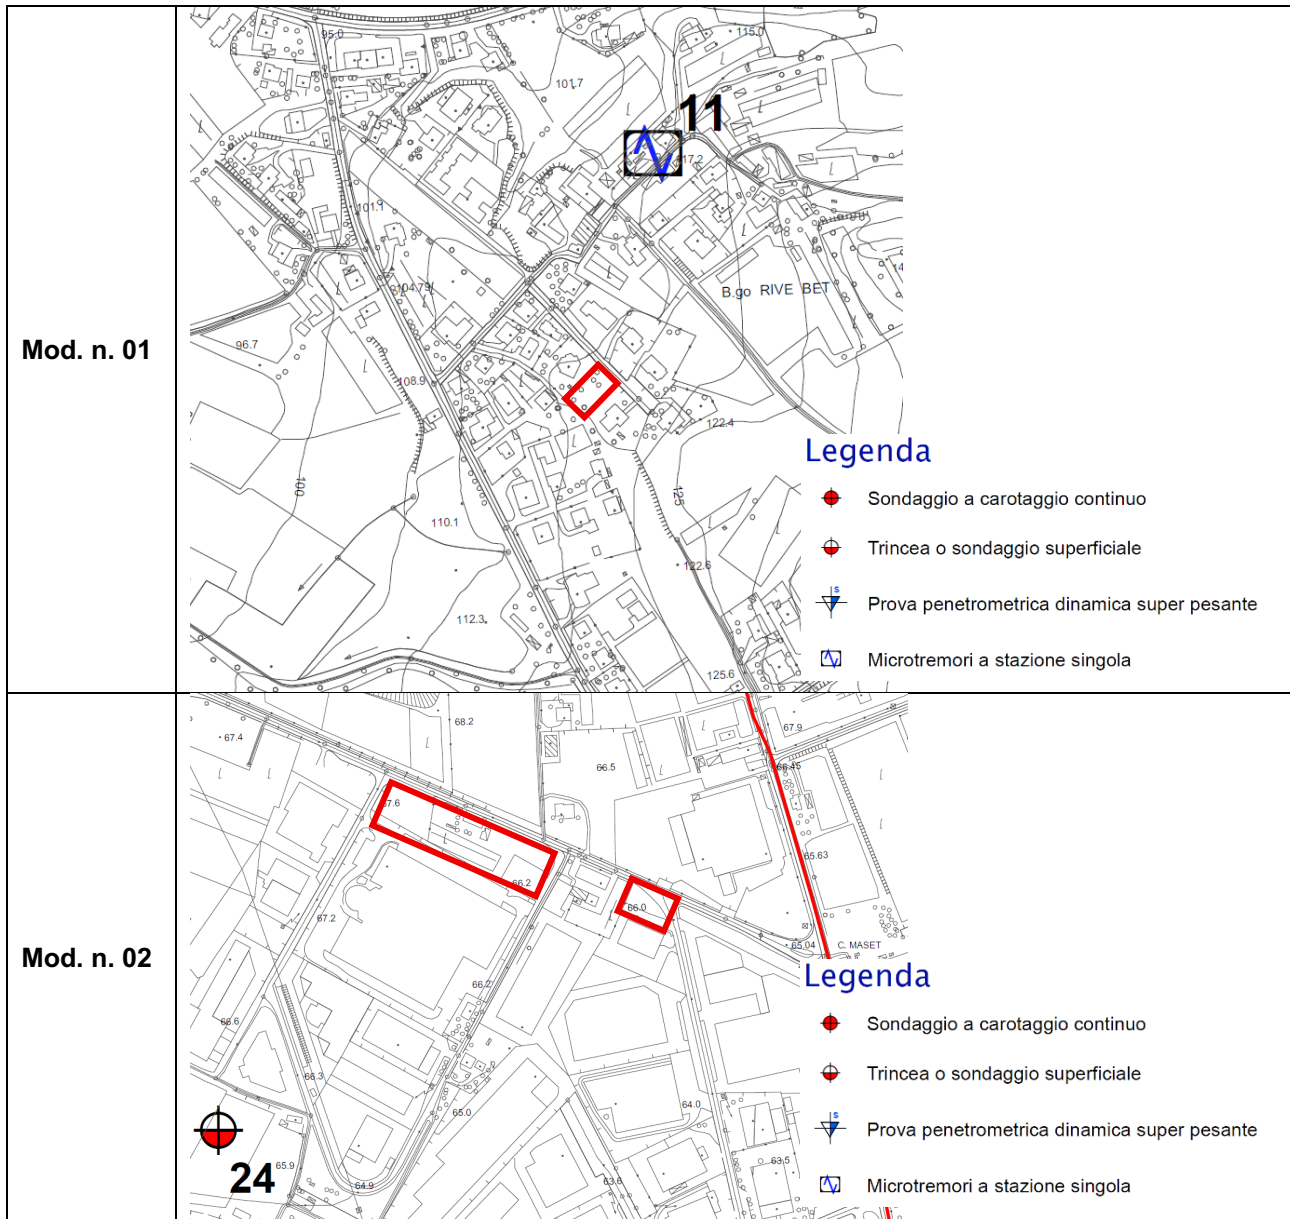 Mod. n. 01
95.0
115.0
101.7
11
117.2
101.1
104.79
B.go RIVE BET
96.7
108.9
122.4
100
125
110.1
122.6
112.3
125.6
Legenda
Sondaggio a carotaggio continuo
Trincea o sondaggio superficiale
S
Prova penetrometrica dinamica super pesante
Microtremori a stazione singola
Mod. n. 02
68.2
67.9
67.4
66.5
66.45
67.6
65.63
66.2
66.0
67.2
65.04
C. MASET
66.2
66.6
66.3
64.0
65.0
24
65.9
64.9
63.5
63.6
Legenda
Sondaggio a carotaggio continuo
Trincea o sondaggio superficiale
S
Prova penetrometrica dinamica super pesante
Microtremori a stazione singola